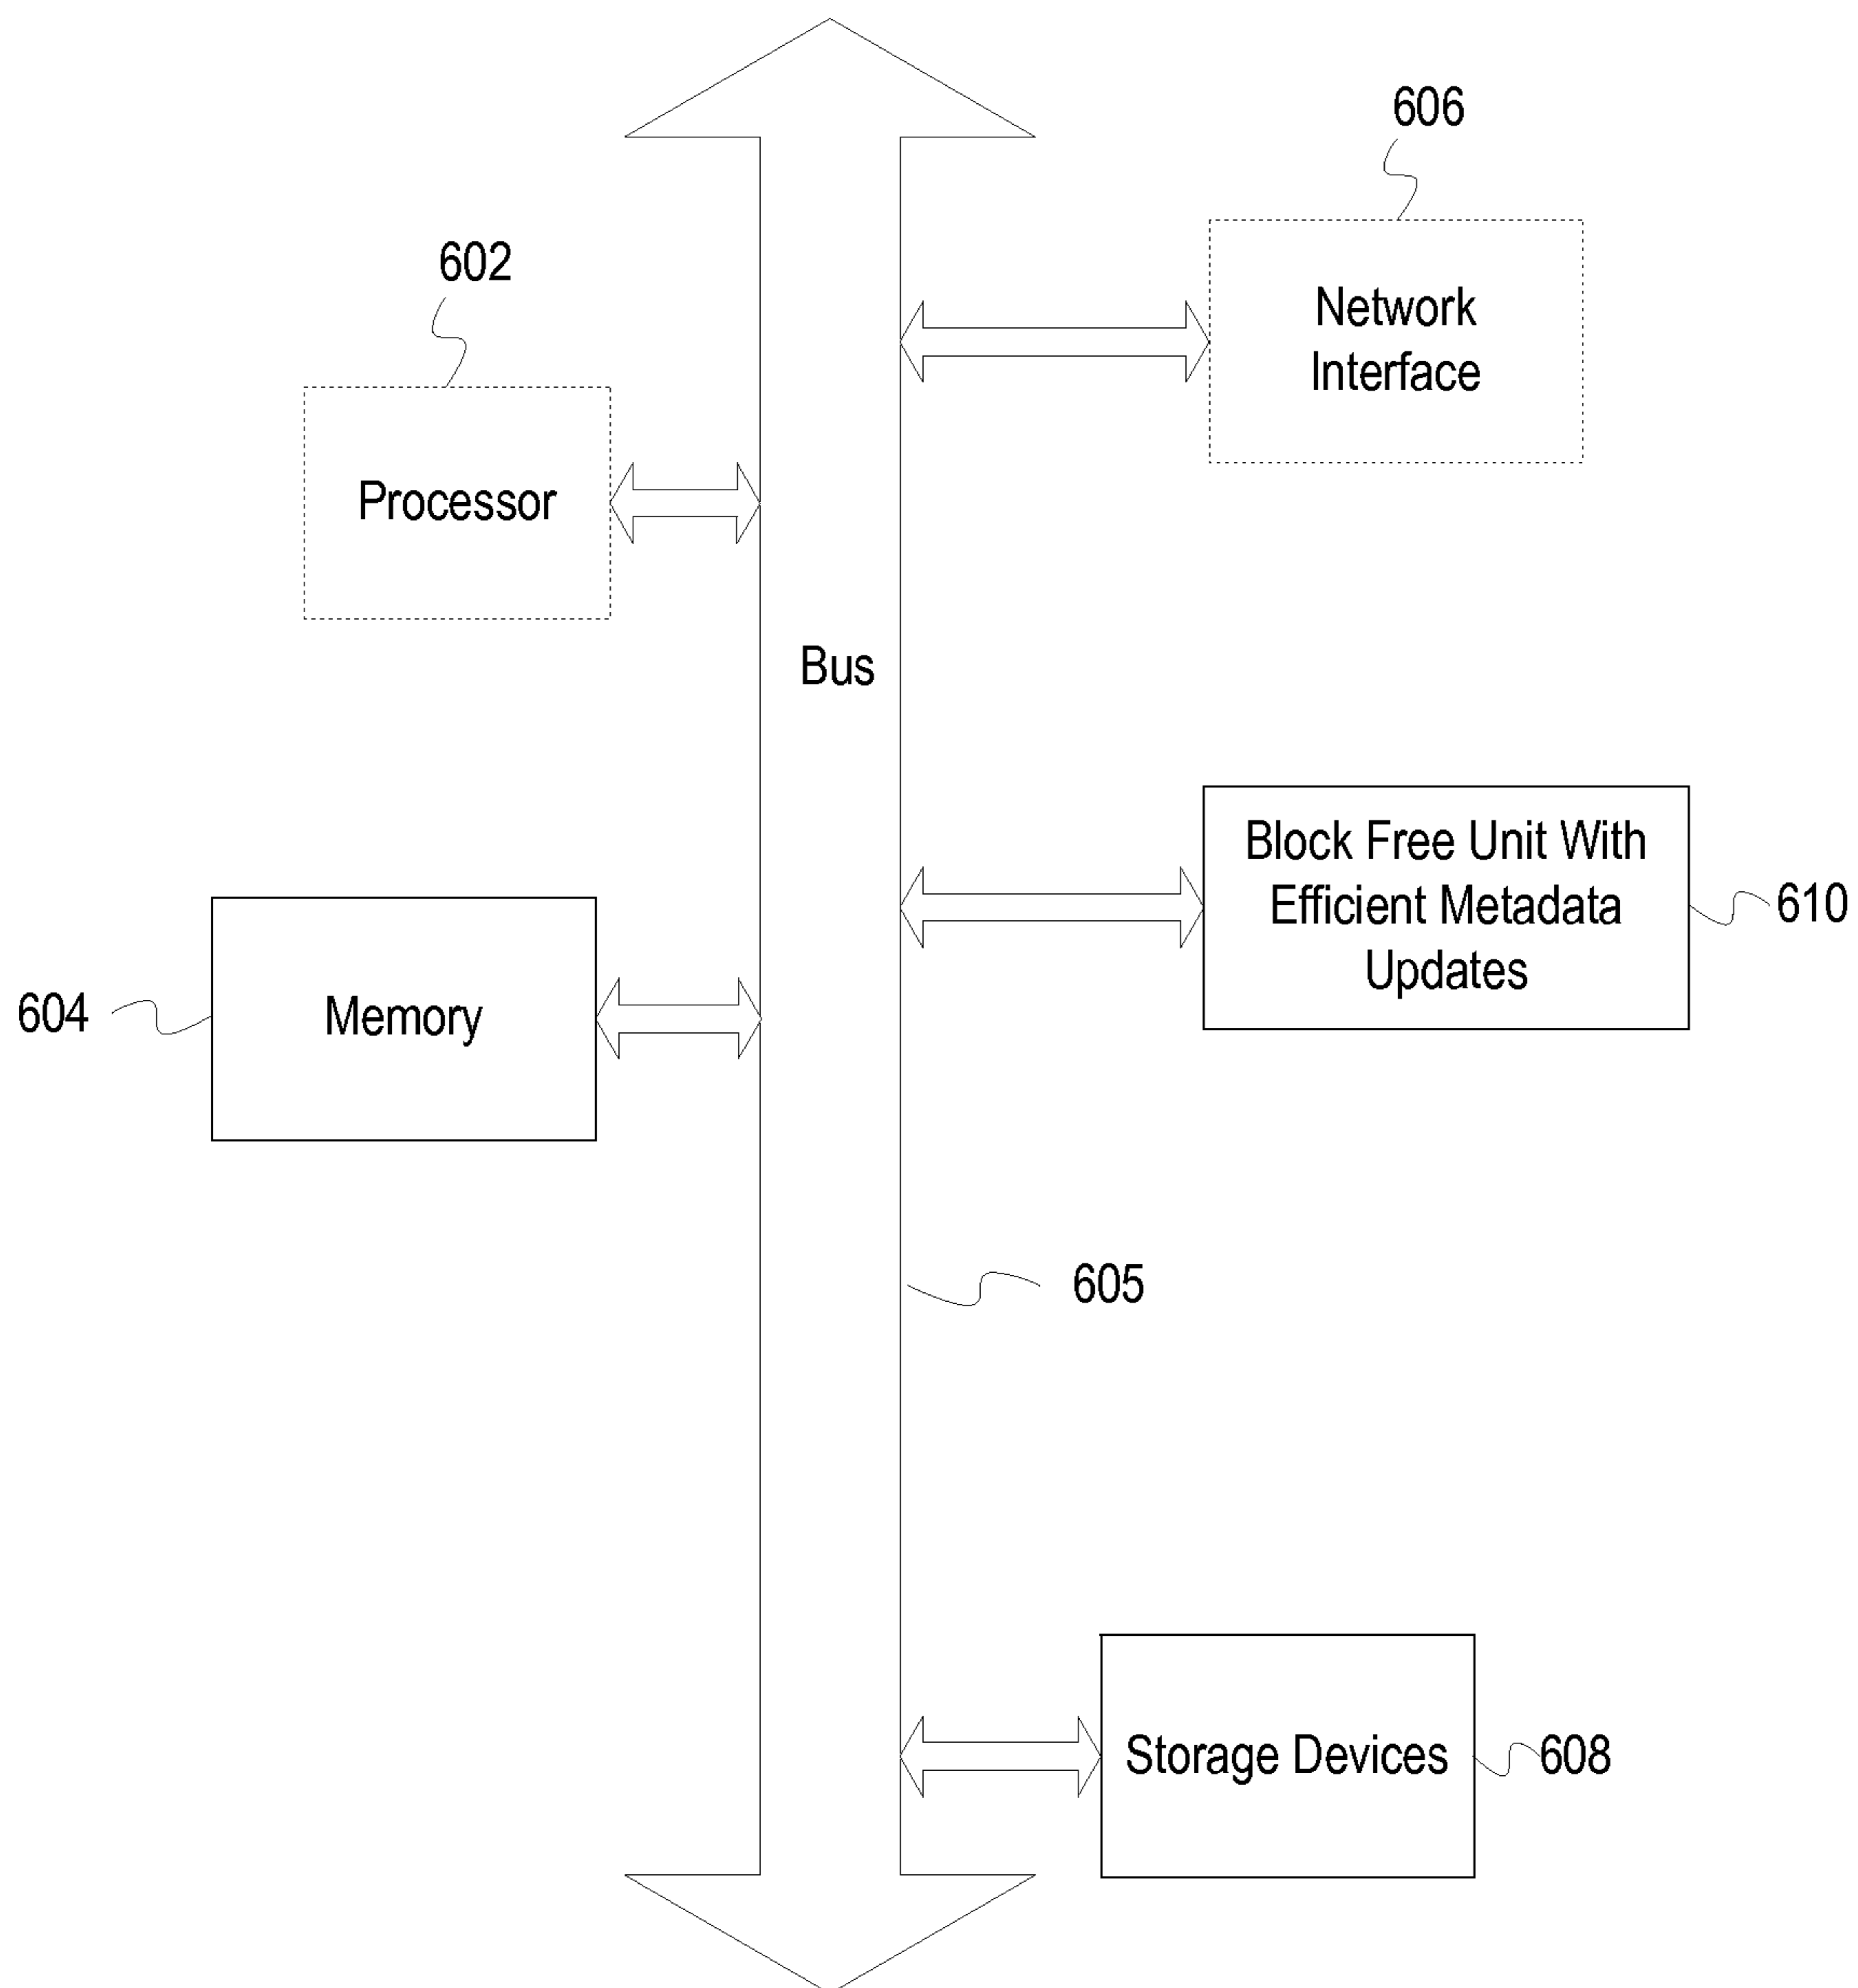 606
602
Network
Interface
Processor
Bus
Block Free Unit With
Efficient Metadata
Updates
610
604
Memory
605
Storage Devices
608